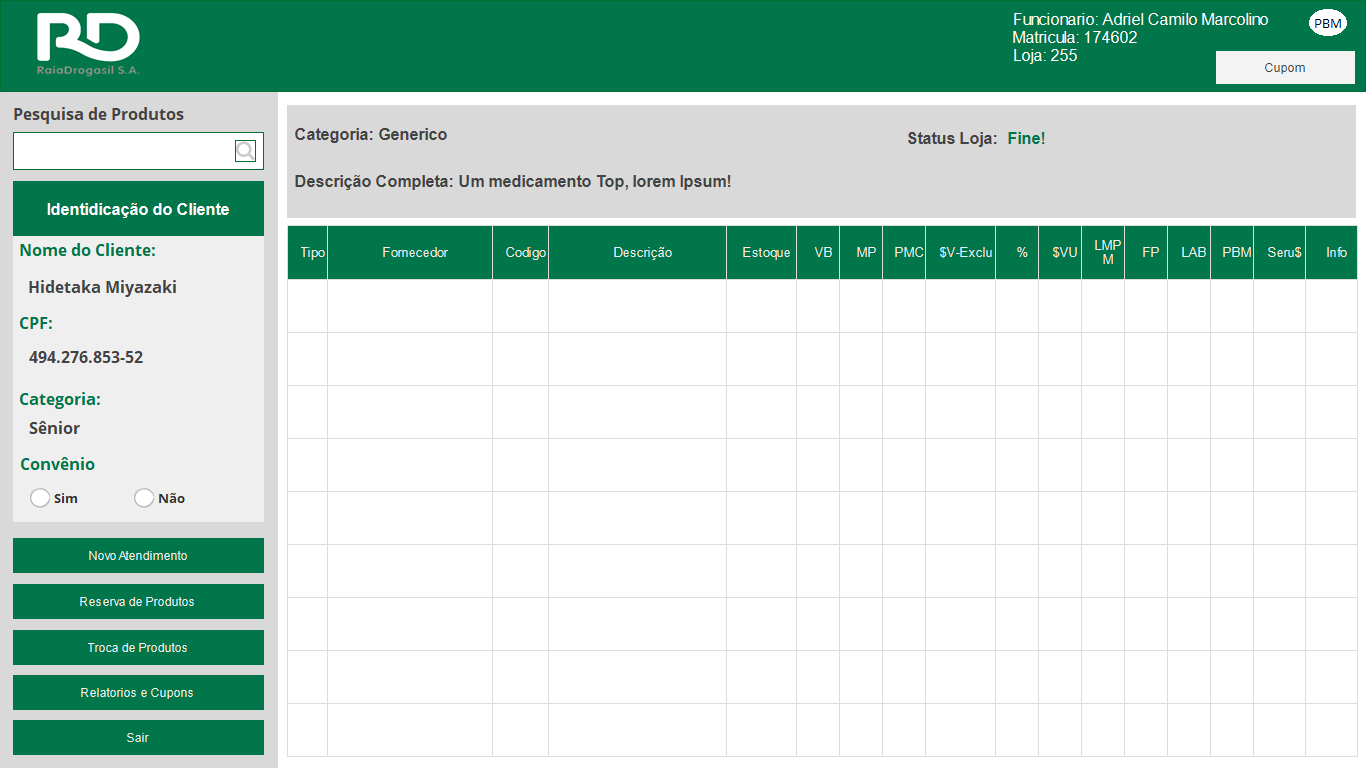 RD
RaiaDrogasil S.A.
Funcionario: Adriel Camilo Marcolino
Matricula: 174602
Loja: 255
PBM
Cupom
Pesquisa de Produtos
Identidicação do Cliente
Nome do Cliente:
Hidetaka Miyazaki
CPF:
494.276.853-52
Categoria:
Sênior
Convênio
Sim Não
Novo Atendimento
Reserva de Produtos
Troca de Produtos
Relatorios e Cupons
Sair
Categoria: Generico
Status Loja: Fine!
Descrição Completa: Um medicamento Top, lorem Ipsum!
Tipo Fornecedor Codigo Descrição Estoque VB MP PMC $V-Exclu % $VU LMPM FP LAB PBM Seru$ Info